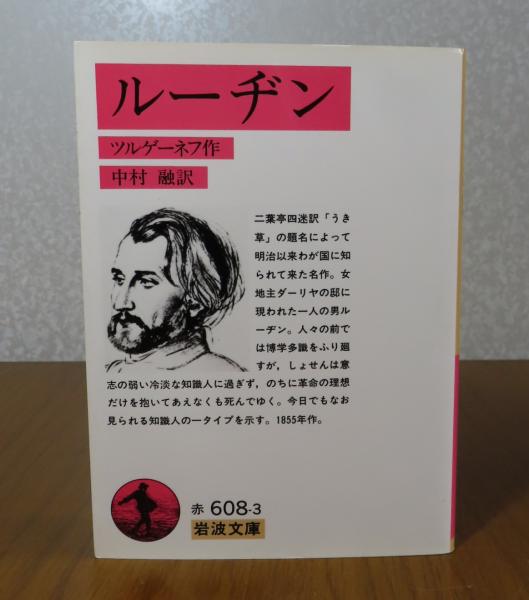 ルーヂン
ツルゲーネフ作
中村 融訳
二葉亭四迷訳「うき
草」の題名によって
明治以来わが国に知
られて来た名作。女
地主ダーリヤの邸に
現われた一人の男ル
ーヂン。人々の前で
は博学多識をふり廻
すが，しょせんは意
志の弱い冷淡な知識人に過ぎず，のちに革命の理想
だけを抱いてあえなくも死んでゆく。今日でもなお
見られる知識人の一タイプを示す。1855年作。
赤 608-3
岩波文庫